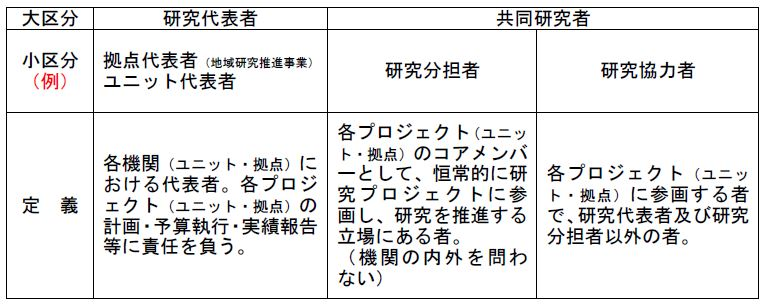 大区分 研究代表者 共同研究者
小区分
(例)
拠点代表者(地域研究推進事業)
ユニット代表者
研究分担者
研究協力者
定 義
各機関(ユニット・拠点)に
おける代表者。各プロジ
ェクト(ユニット・拠点)の
計画・予算執行・実績報告
等に責任を負う。
各プロジェクト(ユニッ
ト・拠点)のコアメンバ
ーとして、恒常的に研
究プロジェクトに参
画し、研究を推進する
立場にある者。
(機関の内外を問わ
ない)
各プロジェクト(ユニッ
ト・拠点)に参画する者
で、研究代表者及び研究
分担者以外の者。